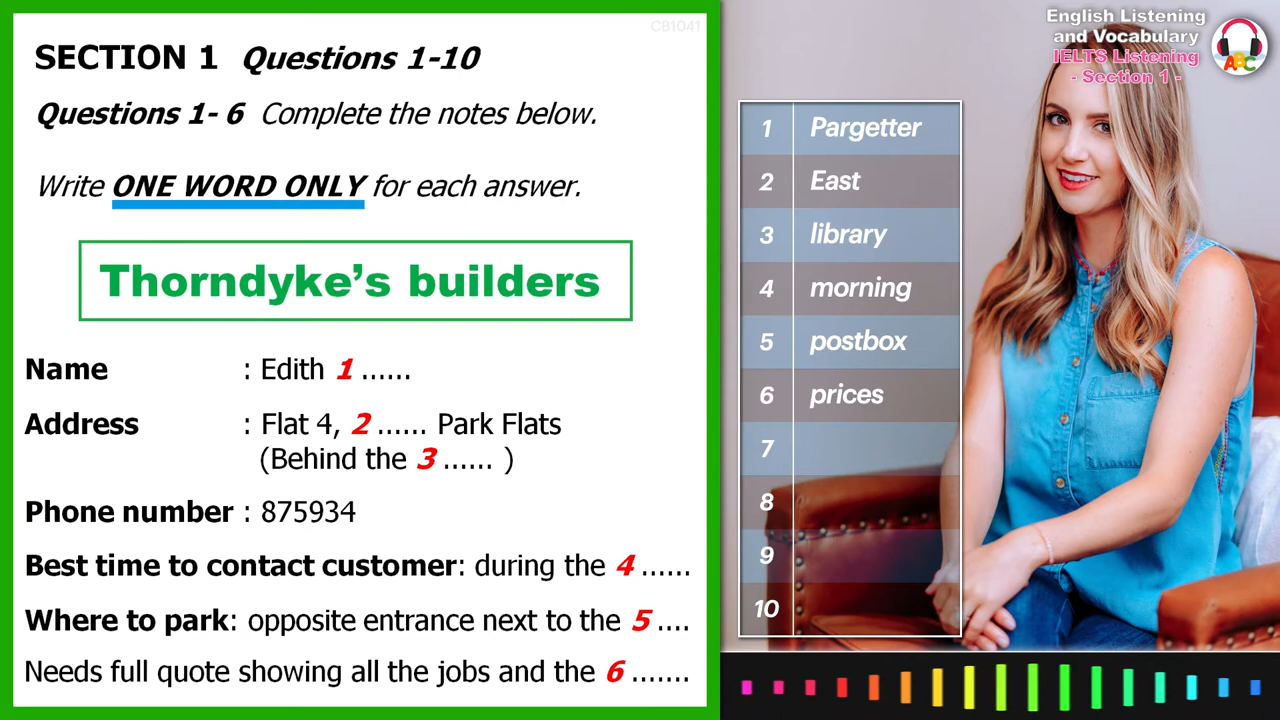 CB1041
SECTION 1 Questions 1-10
Questions 1- 6 Complete the notes below.
Write ONE WORD ONLY for each answer.
Thorndyke's builders
Name : Edith 1 ......
Address : Flat 4, 2 ...... Park Flats
(Behind the 3 ...... )
Phone number : 875934
Best time to contact customer: during the 4 ......
Where to park: opposite entrance next to the 5 ....
Needs full quote showing all the jobs and the 6 .......
English Listening
and Vocabulary
IELTS Listening
- Section 1 -
ABC
1 Pargetter
2 East
3 library
4 morning
5 postbox
6 prices
7
8
9
10